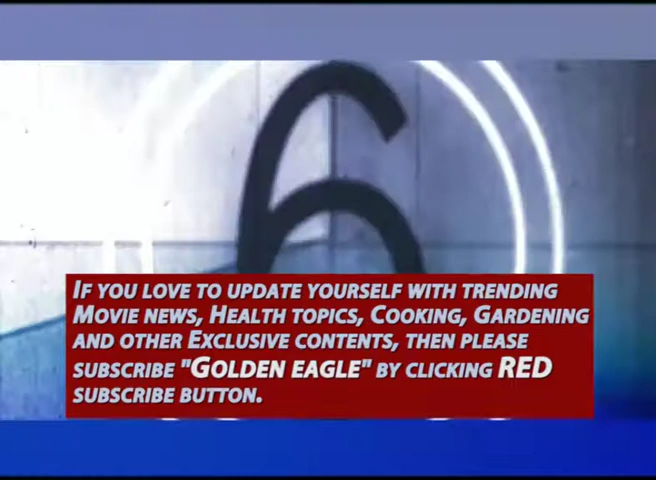 6
IF YOU LOVE TO UPDATE YOURSELF WITH TRENDING
MOVIE NEWS, HEALTH TOPICS, COOKING, GARDENING
AND OTHER EXCLUSIVE CONTENTS, THEN PLEASE
SUBSCRIBE "GOLDEN EAGLE" BY CLICKING RED
SUBSCRIBE BUTTON.